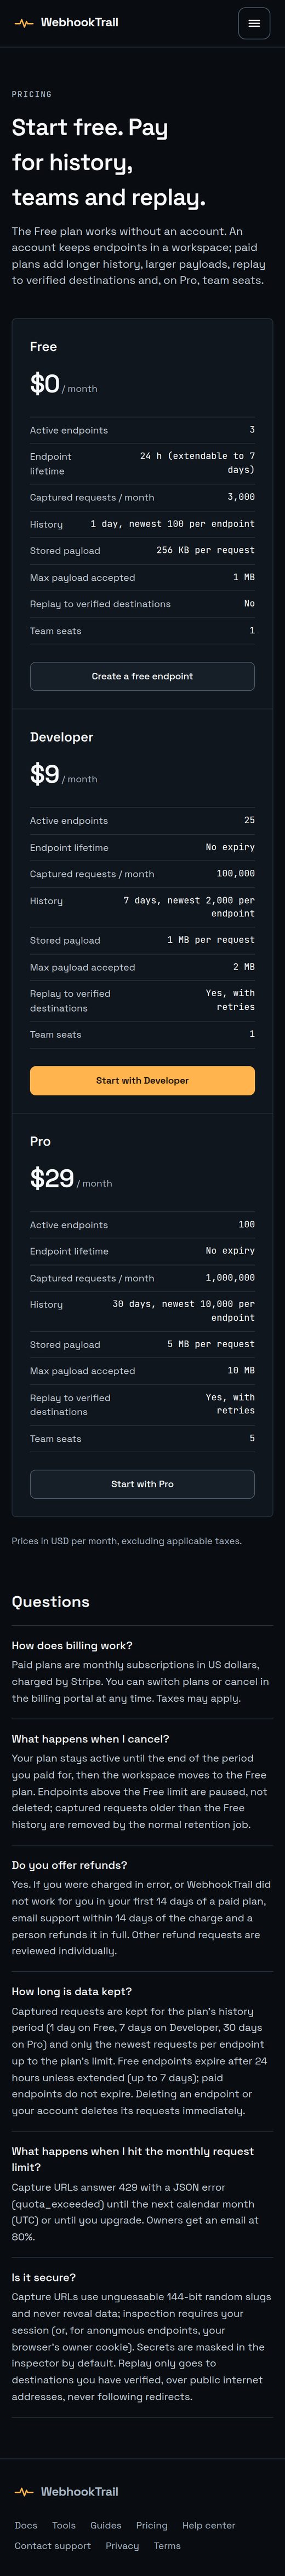 WebhookTrail
PRICING
Start free. Pay
for history,
teams and replay.
The Free plan works without an account. An
account keeps endpoints in a workspace; paid
plans add longer history, larger payloads, replay
to verified destinations and, on Pro, team seats.
Free
$0 / month
Active endpoints 3
Endpoint lifetime 24 h (extendable to 7 days)
Captured requests / month 3,000
History 1 day, newest 100 per endpoint
Stored payload 256 KB per request
Max payload accepted 1 MB
Replay to verified destinations No
Team seats 1
Create a free endpoint
Developer
$9 / month
Active endpoints 25
Endpoint lifetime No expiry
Captured requests / month 100,000
History 7 days, newest 2,000 per endpoint
Stored payload 1 MB per request
Max payload accepted 2 MB
Replay to verified destinations Yes, with retries
Team seats 1
Start with Developer
Pro
$29 / month
Active endpoints 100
Endpoint lifetime No expiry
Captured requests / month 1,000,000
History 30 days, newest 10,000 per endpoint
Stored payload 5 MB per request
Max payload accepted 10 MB
Replay to verified destinations Yes, with retries
Team seats 5
Start with Pro
Prices in USD per month, excluding applicable taxes.
Questions
How does billing work?
Paid plans are monthly subscriptions in US dollars,
charged by Stripe. You can switch plans or cancel in
the billing portal at any time. Taxes may apply.
What happens when I cancel?
Your plan stays active until the end of the period
you paid for, then the workspace moves to the Free
plan. Endpoints above the Free limit are paused, not
deleted; captured requests older than the Free
history are removed by the normal retention job.
Do you offer refunds?
Yes. If you were charged in error, or WebhookTrail did
not work for you in your first 14 days of a paid plan,
email support within 14 days of the charge and a
person refunds it in full. Other refund requests are
reviewed individually.
How long is data kept?
Captured requests are kept for the plan's history
period (1 day on Free, 7 days on Developer, 30 days
on Pro) and only the newest requests per endpoint
up to the plan's limit. Free endpoints expire after 24
hours unless extended (up to 7 days); paid
endpoints do not expire. Deleting an endpoint or
your account deletes its requests immediately.
What happens when I hit the monthly request
limit?
Capture URLs answer 429 with a JSON error
(quota_exceeded) until the next calendar month
(UTC) or until you upgrade. Owners get an email at
80%.
Is it secure?
Capture URLs use unguessable 144-bit random slugs
and never reveal data; inspection requires your
session (or, for anonymous endpoints, your
browser's owner cookie). Secrets are masked in the
inspector by default. Replay only goes to
destinations you have verified, over public internet
addresses, never following redirects.
WebhookTrail
Docs Tools Guides Pricing Help center
Contact support Privacy Terms